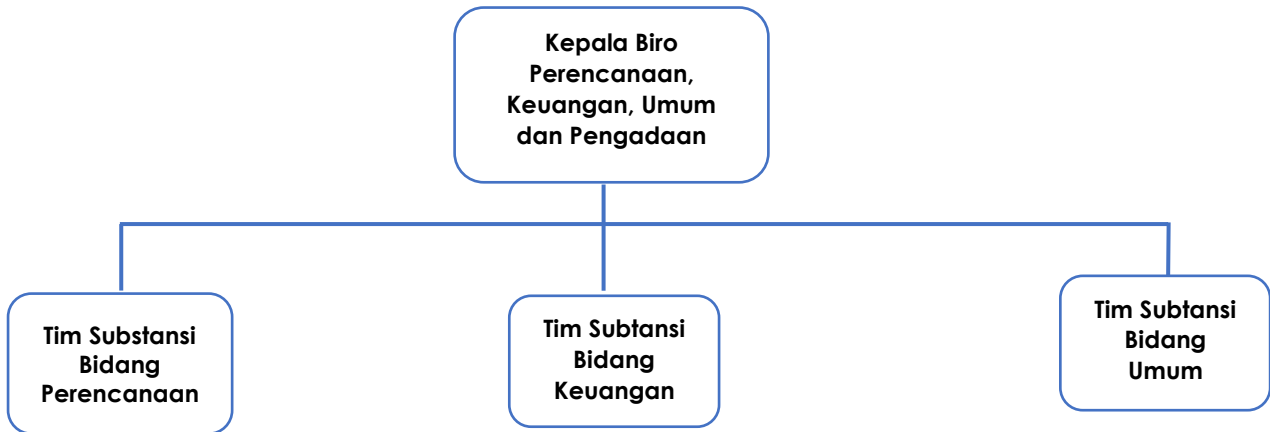 Kepala Biro
Perencanaan,
Keuangan, Umum
dan Pengadaan
Tim Substansi
Bidang
Perencanaan
Tim Subtansi
Bidang
Keuangan
Tim Subtansi
Bidang
Umum